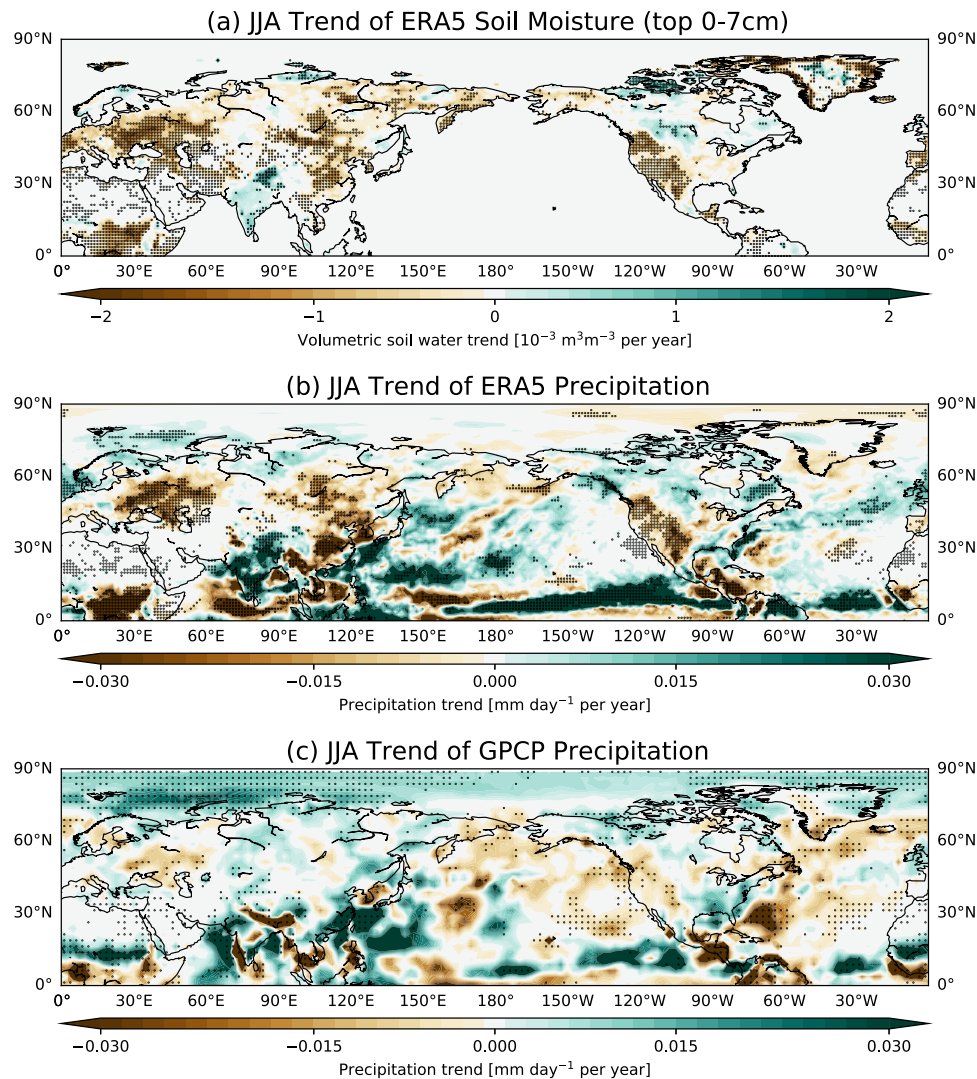 (a) JJA Trend of ERA5 Soil Moisture (top 0-7cm)
90°N 90°N
60°N 60°N
30°N 30°N
0° 0°
0° 30°E 60°E 90°E 120°E 150°E 180° 150°W 120°W 90°W 60°W 30°W
−2 −1 0 1 2
Volumetric soil water trend [10⁻³ m³m⁻³ per year]
(b) JJA Trend of ERA5 Precipitation
90°N 90°N
60°N 60°N
30°N 30°N
0° 0°
0° 30°E 60°E 90°E 120°E 150°E 180° 150°W 120°W 90°W 60°W 30°W
−0.030 −0.015 0.000 0.015 0.030
Precipitation trend [mm day⁻¹ per year]
(c) JJA Trend of GPCP Precipitation
90°N 90°N
60°N 60°N
30°N 30°N
0° 0°
0° 30°E 60°E 90°E 120°E 150°E 180° 150°W 120°W 90°W 60°W 30°W
−0.030 −0.015 0.000 0.015 0.030
Precipitation trend [mm day⁻¹ per year]